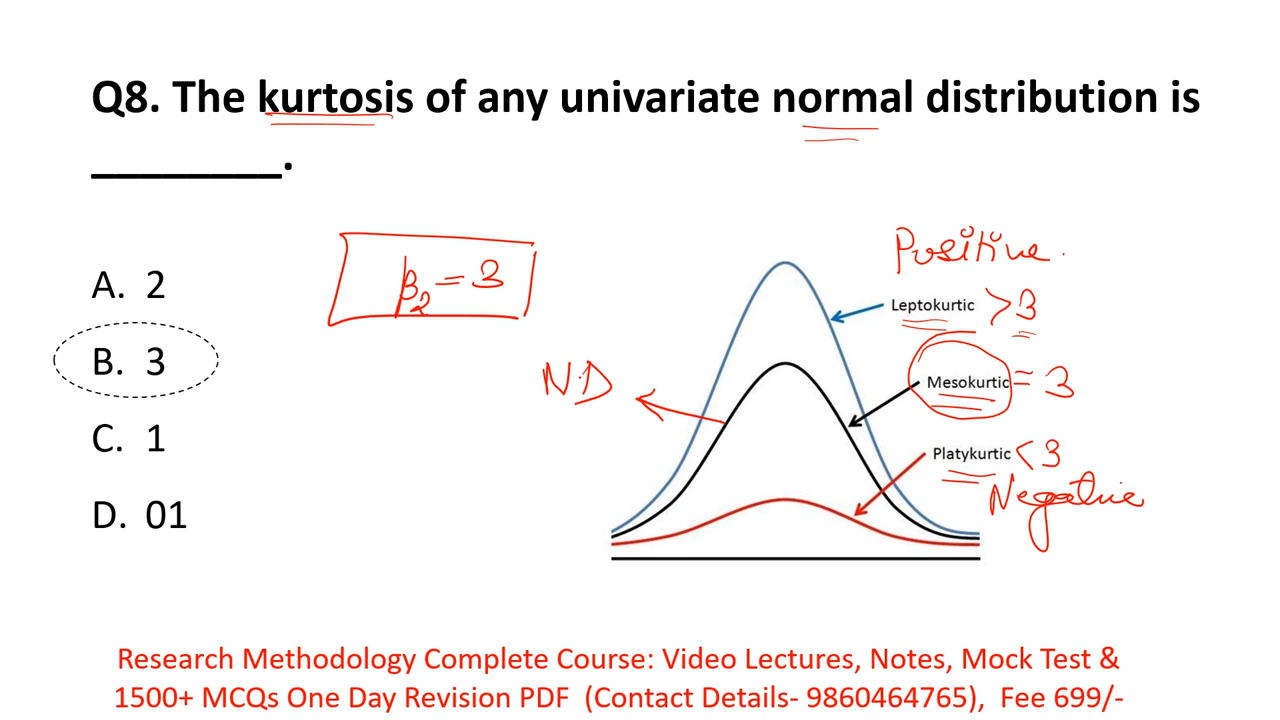 Q8. The kurtosis of any univariate normal distribution is
________.
A. 2
B. 3
C. 1
D. 01
β₂ = 3
Positive.
Leptokurtic > 3
ND
Mesokurtic = 3
Platykurtic < 3
Negative
Research Methodology Complete Course: Video Lectures, Notes, Mock Test &
1500+ MCQs One Day Revision PDF (Contact Details- 9860464765), Fee 699/-